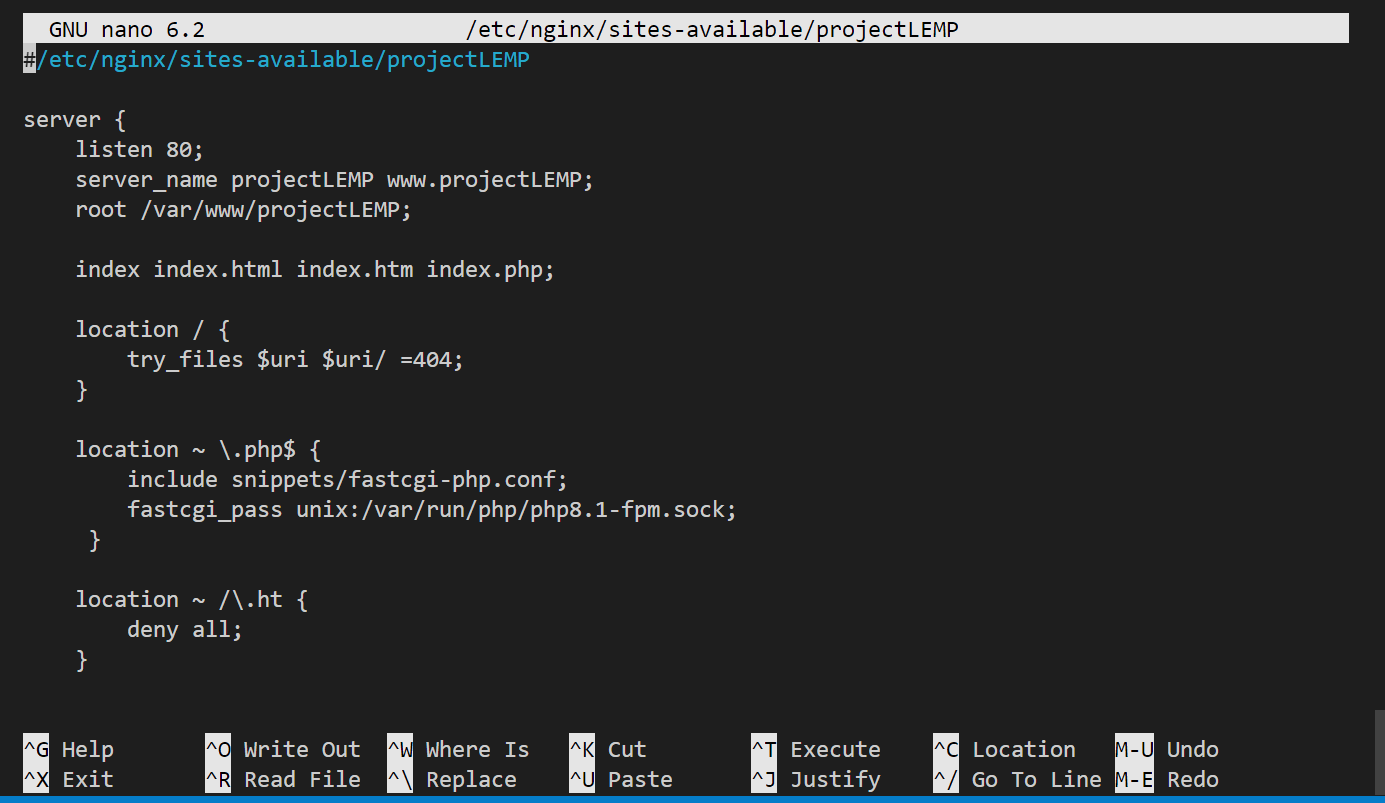 GNU nano 6.2 /etc/nginx/sites-available/projectLEMP
#/etc/nginx/sites-available/projectLEMP
server {
listen 80;
server_name projectLEMP www.projectLEMP;
root /var/www/projectLEMP;
index index.html index.htm index.php;
location / {
try_files $uri $uri/ =404;
}
location ~ \.php$ {
include snippets/fastcgi-php.conf;
fastcgi_pass unix:/var/run/php/php8.1-fpm.sock;
}
location ~ /\.ht {
deny all;
}
^G Help ^O Write Out ^W Where Is ^K Cut ^T Execute ^C Location M-U Undo
^X Exit ^R Read File ^\ Replace ^U Paste ^J Justify ^/ Go To Line M-E Redo